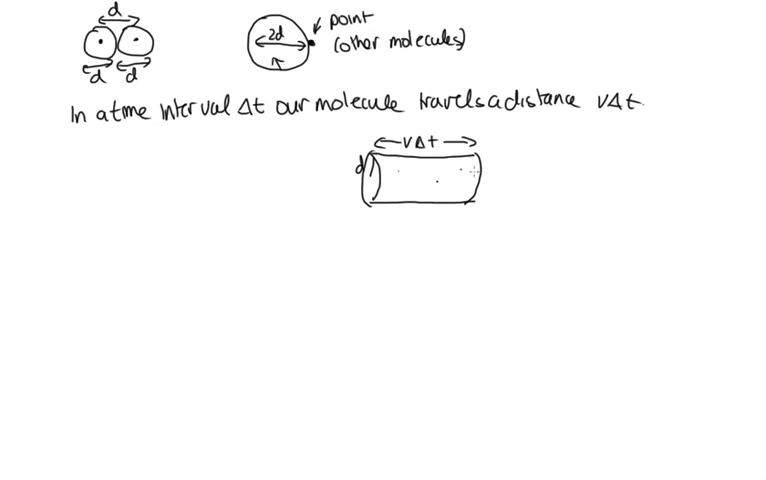 d
d d
2d
point
(other molecules)
In a time interval Δt our molecule travels a distance vΔt.
vΔt
d